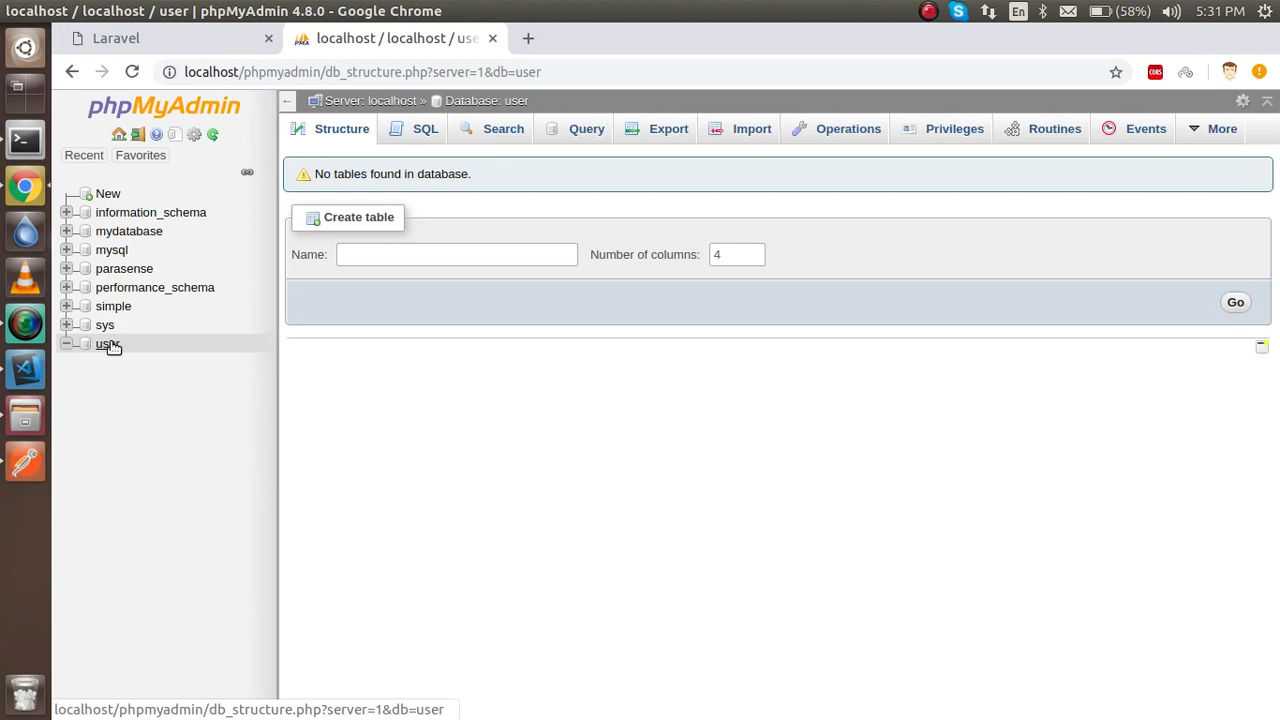 localhost / localhost / user | phpMyAdmin 4.8.0 - Google Chrome
En
(58%)
5:31 PM
Laravel
localhost / localhost / use
localhost/phpmyadmin/db_structure.php?server=1&db=user
CORS
phpMyAdmin
Server: localhost » Database: user
Structure
SQL
Search
Query
Export
Import
Operations
Privileges
Routines
Events
More
Recent
Favorites
No tables found in database.
New
information_schema
mydatabase
mysql
parasense
performance_schema
simple
sys
user
Create table
Name:
Number of columns:
4
Go
localhost/phpmyadmin/db_structure.php?server=1&db=user